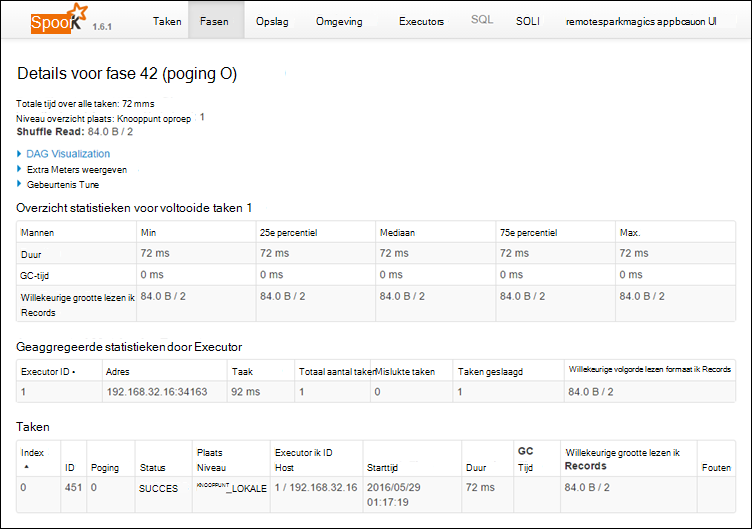 Spook 1.6.1 Taken Fasen Opslag Omgeving Executors SQL SOLI remotesparkmagics appbcauon UI
Details voor fase 42 (poging O)
Totale tijd over alle taken: 72 mms
Niveau overzicht plaats: Knooppunt oproep 1
Shuffle Read: 84.0 B / 2
DAG Visualization
Extra Meters weergeven
Gebeurtenis Tune
Overzicht statistieken voor voltooide taken 1
Mannen Min 25e percentiel Mediaan 75e percentiel Max.
Duur 72 ms 72 ms 72 ms 72 ms 72 ms
GC-tijd 0 ms 0 ms 0 ms 0 ms 0 ms
Willekeurige grootte lezen ik 84.0 B / 2 84.0 B / 2 84.0 B / 2 84.0 B / 2 84.0 B / 2
Records
Geaggregeerde statistieken door Executor
Executor ID Adres Taak Totaal aantal taken Mislukte taken Taken geslaagd Willekeurige volgorde lezen formaat ik Records
1 192.168.32.16:34163 92 ms 1 0 1 84.0 B / 2
Taken
Index ID Poging Status Plaats Niveau Executor ik ID Host Starttijd Duur GC Tijd Willekeurige grootte lezen ik Records Fouten
0 451 0 SUCCES KNOOPPUNT_LOKALE 1 / 192.168.32.16 2016/05/29 72 ms 84.0 B / 2
01:17:19